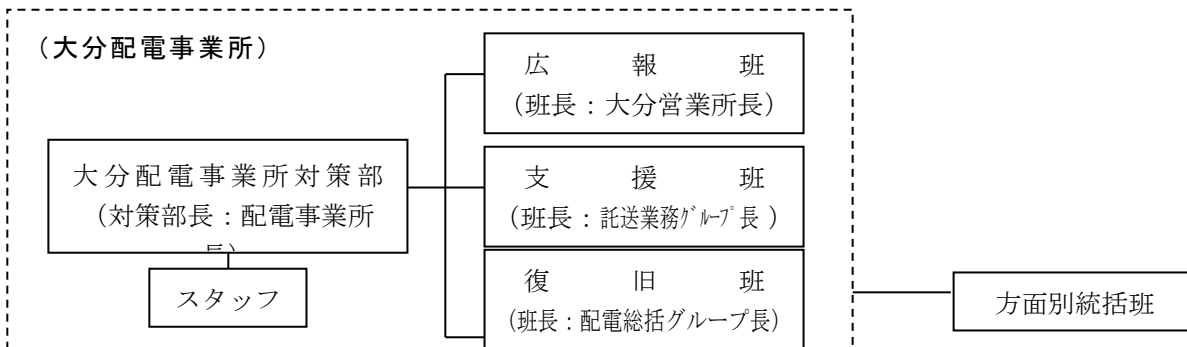 （大分配電事業所）
広報班
（班長：大分営業所長）
大分配電事業所対策部
（対策部長：配電事業所
長）
スタッフ
支援班
（班長：託送業務ｸﾞﾙｰﾌﾟ長 ）
復旧班
（班長：配電総括グループ長）
方面別統括班